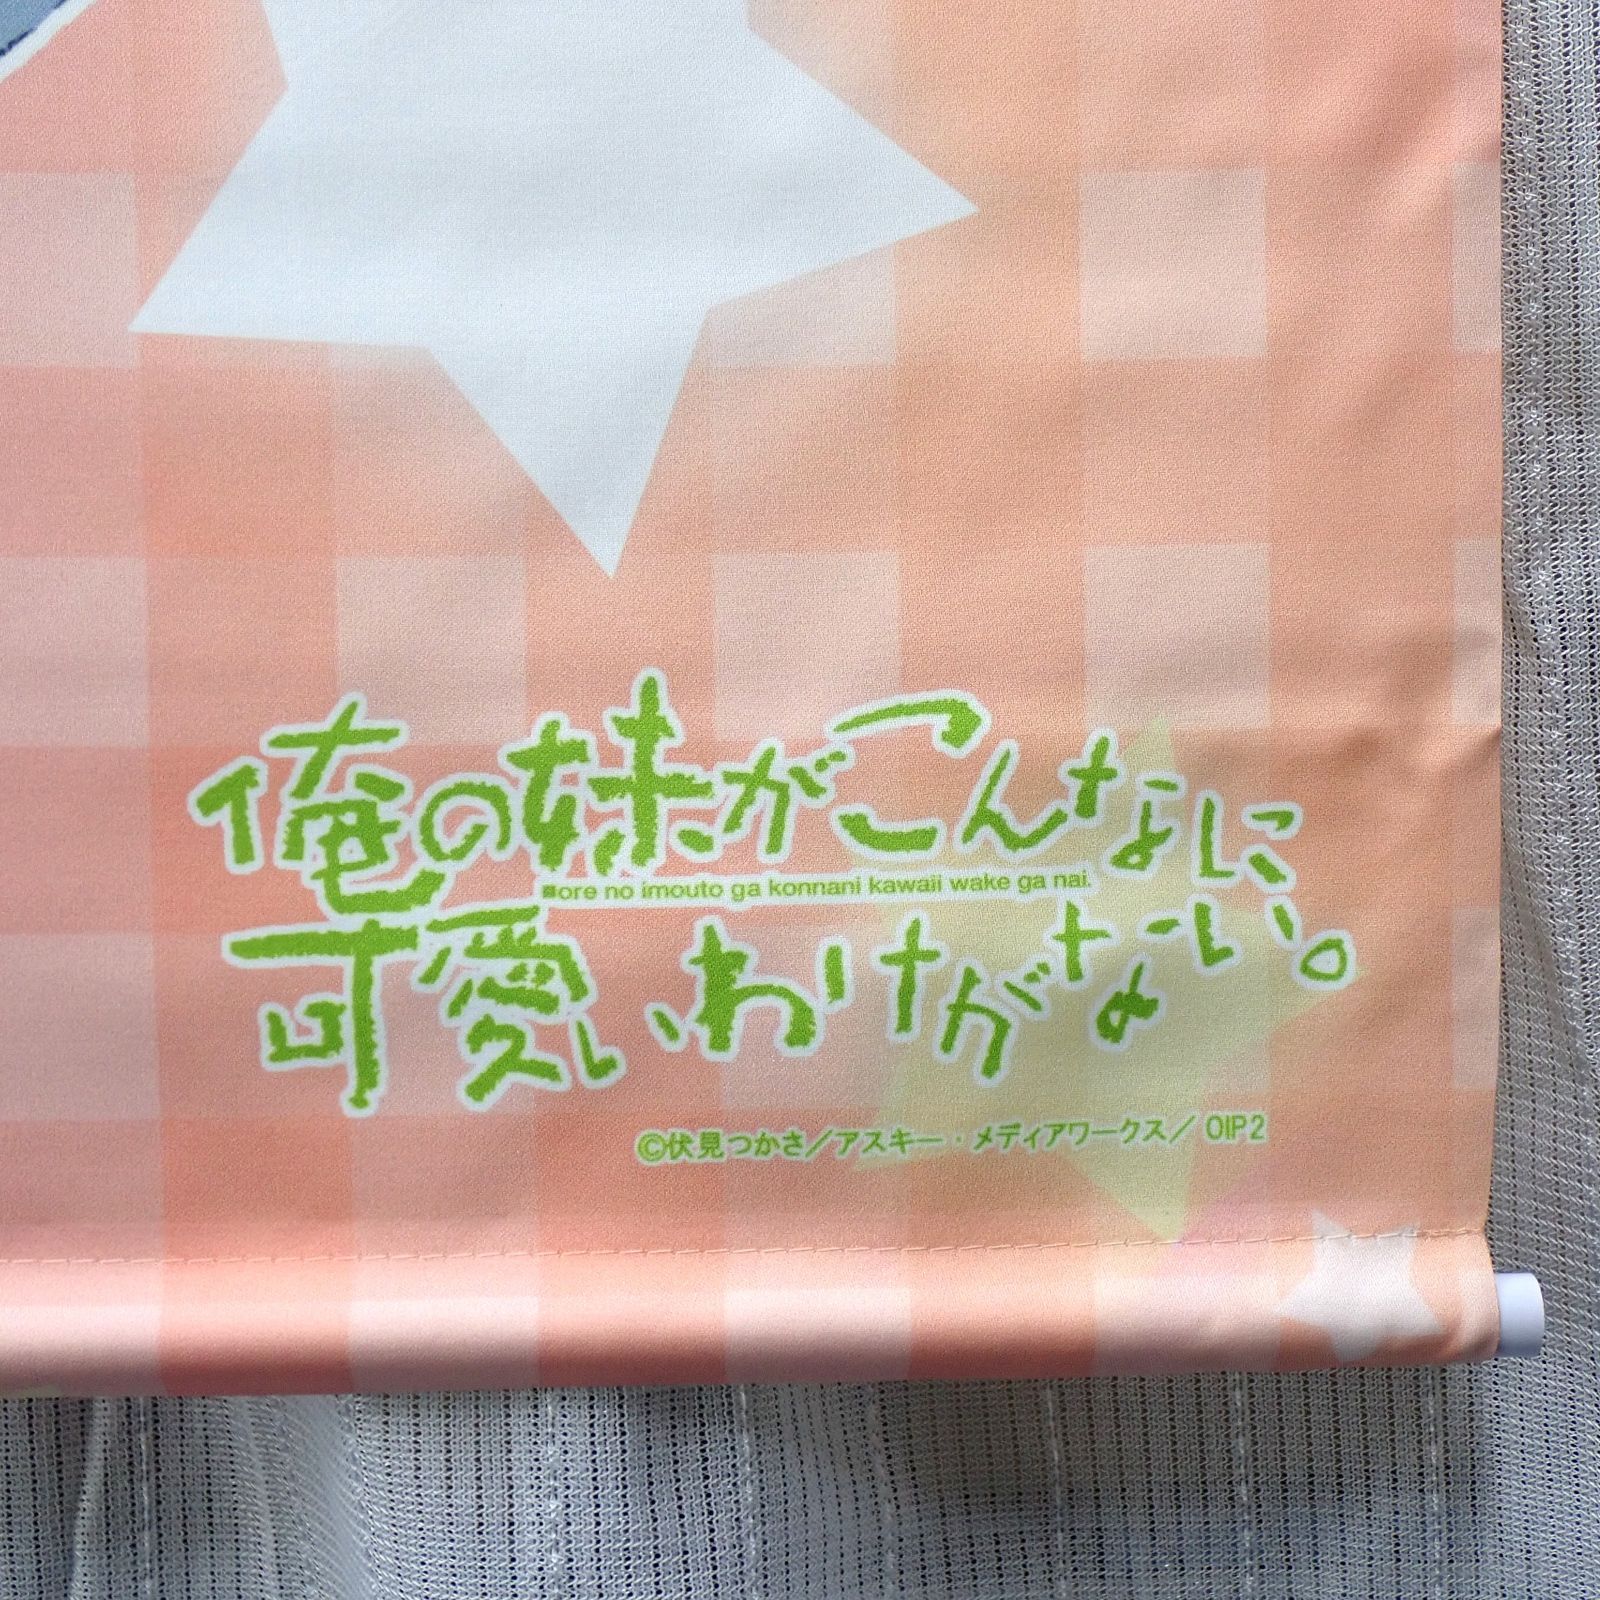 俺の妹がこんなに
■ore no imouto ga konnani kawaii wake ga nai.
可愛いわけがない。
©伏見つかさ／アスキー・メディアワークス／OIP2